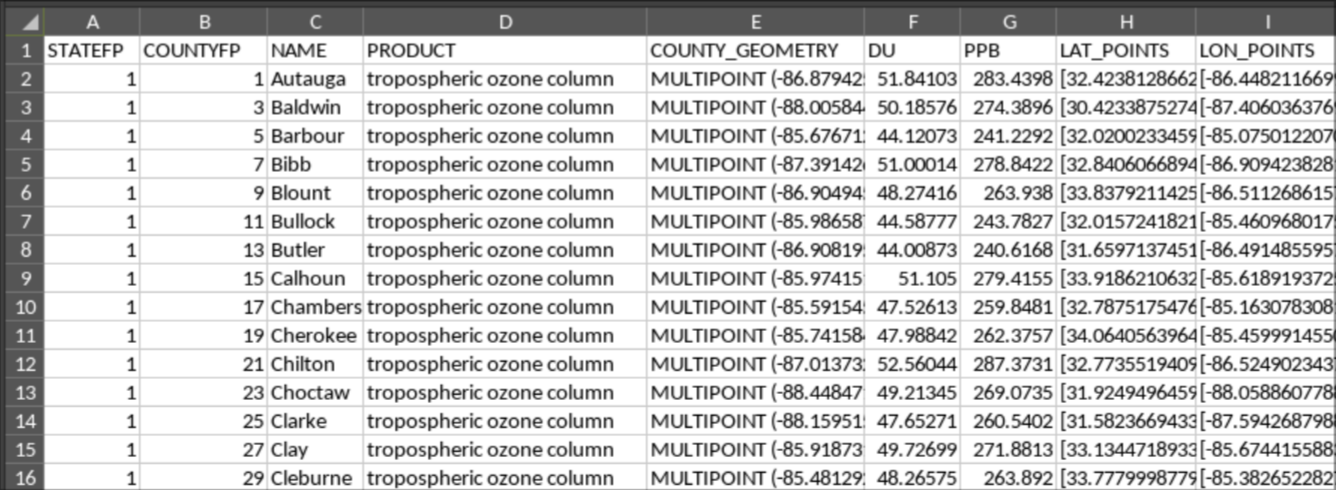 A B C D E F G H I
1 STATEFP COUNTYFP NAME PRODUCT COUNTY_GEOMETRY DU PPB LAT_POINTS LON_POINTS
2 1 1 Autauga tropospheric ozone column MULTIPOINT (-86.87942 51.84103 283.4398 [32.4238128662 [-86.448211669
3 1 3 Baldwin tropospheric ozone column MULTIPOINT (-88.00584 50.18576 274.3896 [30.4233875274 [-87.406036376
4 1 5 Barbour tropospheric ozone column MULTIPOINT (-85.67671 44.12073 241.2292 [32.0200233459 [-85.075012207
5 1 7 Bibb tropospheric ozone column MULTIPOINT (-87.39142 51.00014 278.8422 [32.8406066894 [-86.909423828
6 1 9 Blount tropospheric ozone column MULTIPOINT (-86.90494 48.27416 263.938 [33.8379211425 [-86.511268615
7 1 11 Bullock tropospheric ozone column MULTIPOINT (-85.98658 44.58777 243.7827 [32.0157241821 [-85.460968017
8 1 13 Butler tropospheric ozone column MULTIPOINT (-86.90819 44.00873 240.6168 [31.6597137451 [-86.491485595
9 1 15 Calhoun tropospheric ozone column MULTIPOINT (-85.97415 51.105 279.4155 [33.9186210632 [-85.618919372
10 1 17 Chambers tropospheric ozone column MULTIPOINT (-85.59154 47.52613 259.8481 [32.7875175476 [-85.163078308
11 1 19 Cherokee tropospheric ozone column MULTIPOINT (-85.74158 47.98842 262.3757 [34.0640563964 [-85.459991455
12 1 21 Chilton tropospheric ozone column MULTIPOINT (-87.01373 52.56044 287.3731 [32.7735519409 [-86.524902343
13 1 23 Choctaw tropospheric ozone column MULTIPOINT (-88.44847 49.21345 269.0735 [31.9249496459 [-88.058860778
14 1 25 Clarke tropospheric ozone column MULTIPOINT (-88.15951 47.65271 260.5402 [31.5823669433 [-87.594268798
15 1 27 Clay tropospheric ozone column MULTIPOINT (-85.91873 49.72699 271.8813 [33.1344718933 [-85.674415588
16 1 29 Cleburne tropospheric ozone column MULTIPOINT (-85.48129 48.26575 263.892 [33.7779998779 [-85.382652282